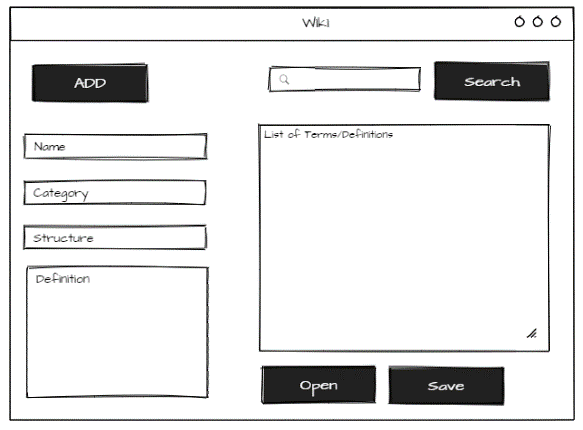 Wiki
ADD
Search
Name
Category
Structure
Definition
List of Terms/Definitions
Open
Save